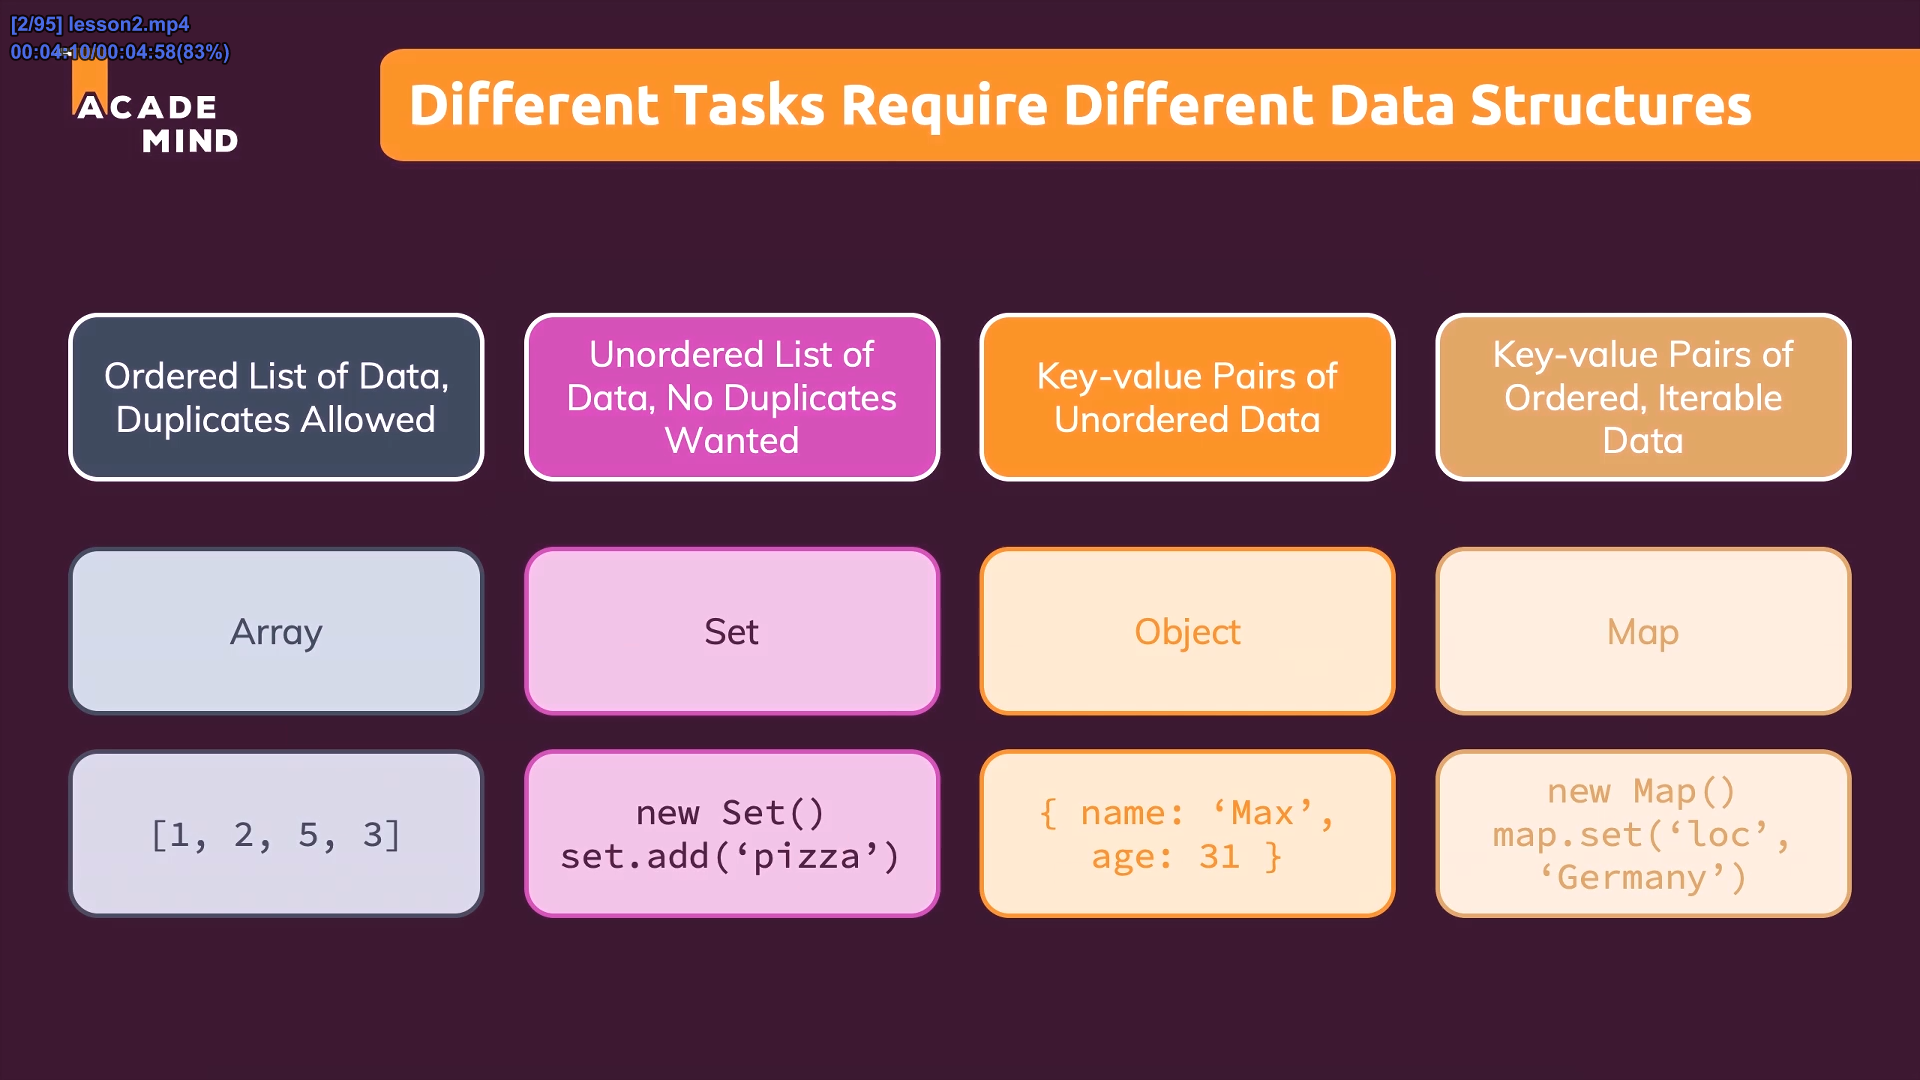 [2/95] lesson2.mp4
00:04:10/00:04:58(83%)
ACADE
MIND
Different Tasks Require Different Data Structures
Ordered List of Data,
Duplicates Allowed
Unordered List of
Data, No Duplicates
Wanted
Key-value Pairs of
Unordered Data
Key-value Pairs of
Ordered, Iterable
Data
Array
Set
Object
Map
[1, 2, 5, 3]
new Set()
set.add(‘pizza’)
{ name: ‘Max’,
age: 31 }
new Map()
map.set(‘loc’,
‘Germany’)